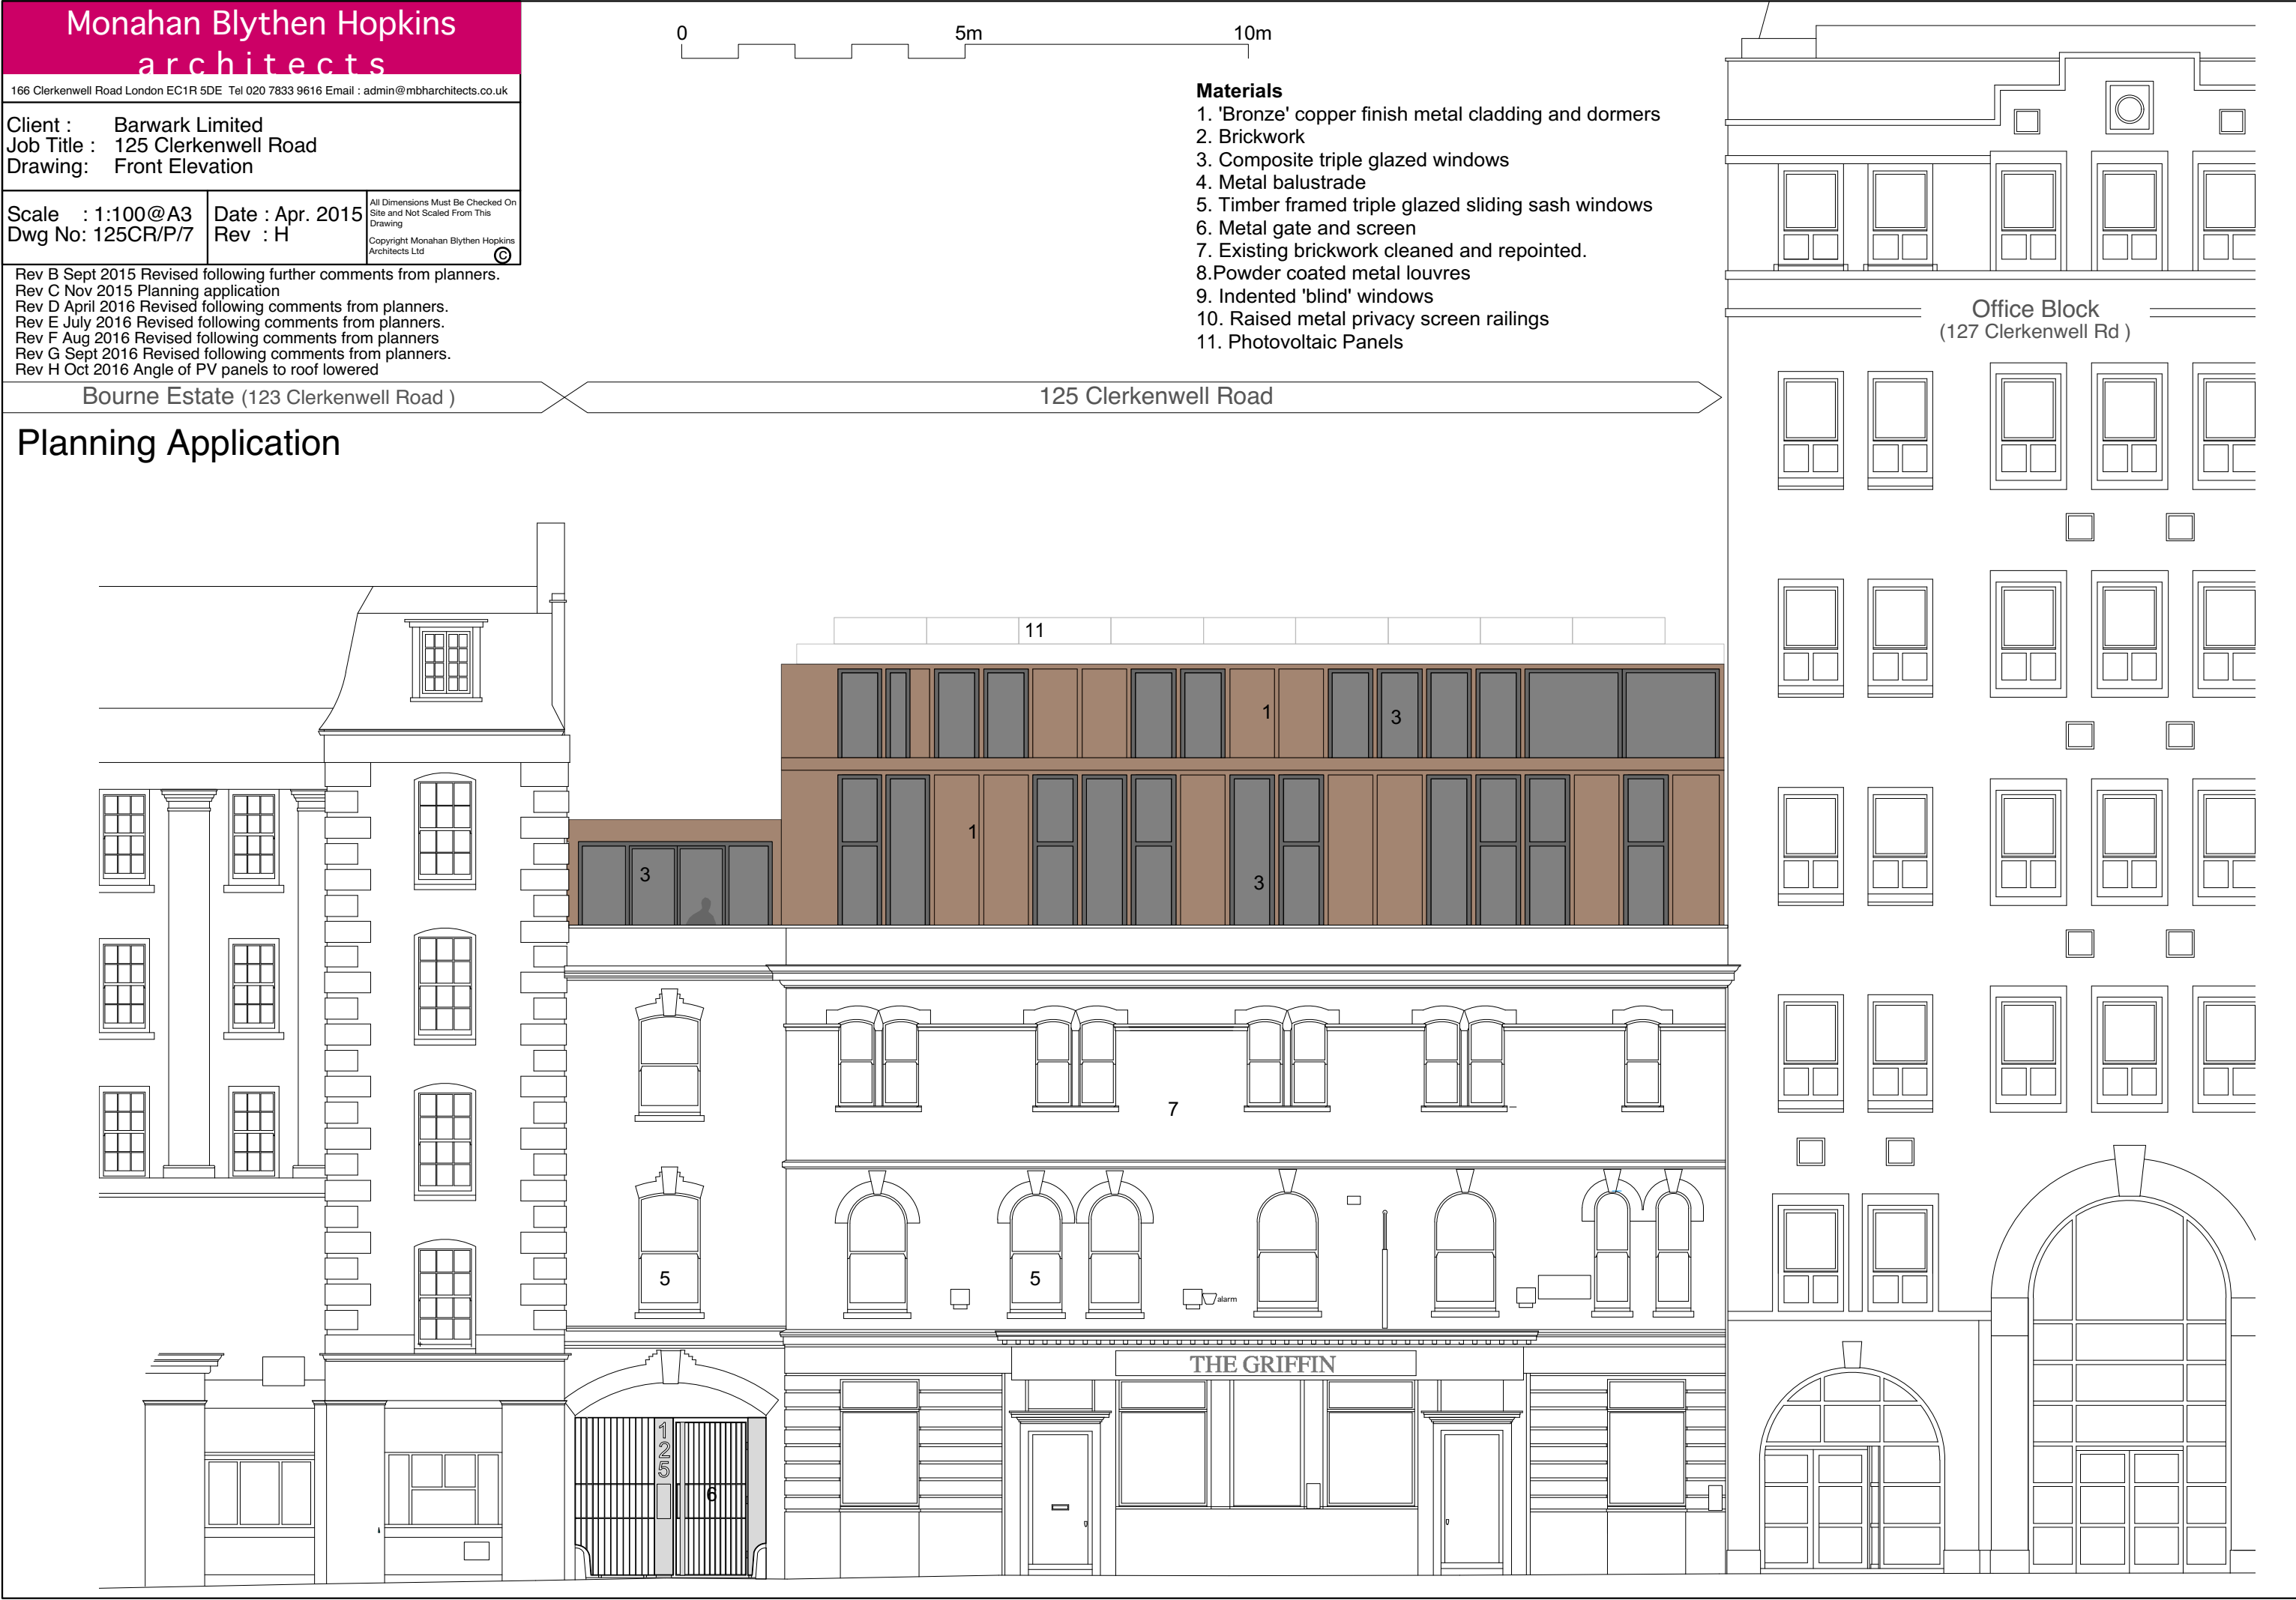 Monahan Blythen Hopkins
architects
166 Clerkenwell Road London EC1R 5DE Tel 020 7833 9616 Email : admin@mbharchitects.co.uk
Client : Barwark Limited
Job Title : 125 Clerkenwell Road
Drawing: Front Elevation
Scale : 1:100@A3
Dwg No: 125CR/P/7
Date : Apr. 2015
Rev : H
All Dimensions Must Be Checked On
Site and Not Scaled From This
Drawing
Copyright Monahan Blythen Hopkins
Architects Ltd
©
Rev B Sept 2015 Revised following further comments from planners.
Rev C Nov 2015 Planning application
Rev D April 2016 Revised following comments from planners.
Rev E July 2016 Revised following comments from planners.
Rev F Aug 2016 Revised following comments from planners
Rev G Sept 2016 Revised following comments from planners.
Rev H Oct 2016 Angle of PV panels to roof lowered
0 5m 10m
Materials
1. 'Bronze' copper finish metal cladding and dormers
2. Brickwork
3. Composite triple glazed windows
4. Metal balustrade
5. Timber framed triple glazed sliding sash windows
6. Metal gate and screen
7. Existing brickwork cleaned and repointed.
8.Powder coated metal louvres
9. Indented 'blind' windows
10. Raised metal privacy screen railings
11. Photovoltaic Panels
Office Block
(127 Clerkenwell Rd )
Bourne Estate (123 Clerkenwell Road )
125 Clerkenwell Road
Planning Application
11
1
3
1
3
3
7
5
5
alarm
THE GRIFFIN
125
6